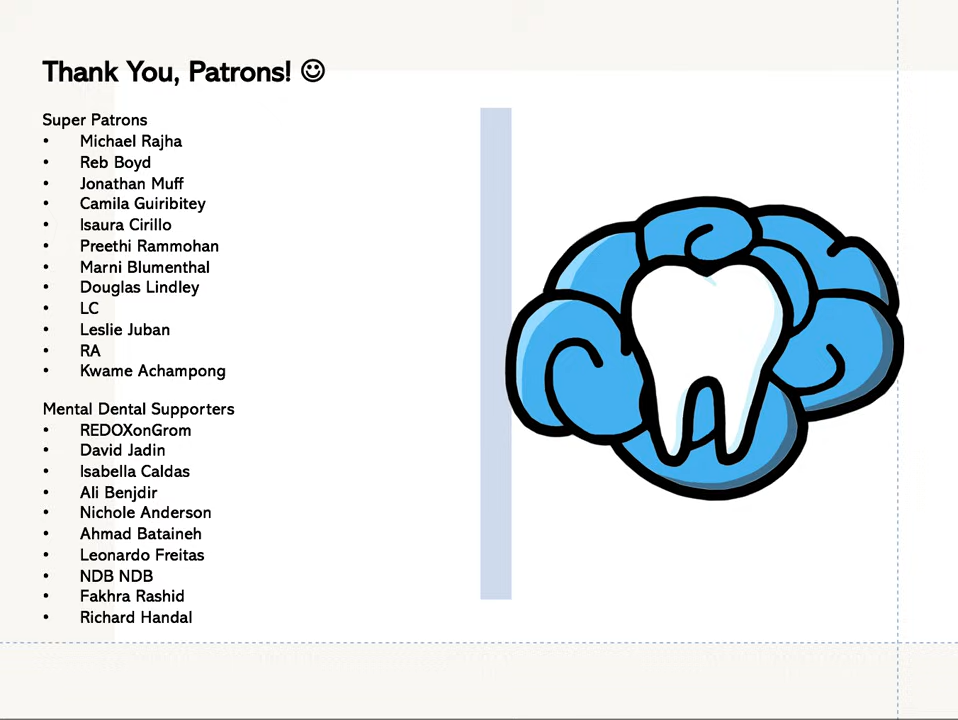 Thank You, Patrons! ☺
Super Patrons
• Michael Rajha
• Reb Boyd
• Jonathan Muff
• Camila Guiribitey
• Isaura Cirillo
• Preethi Rammohan
• Marni Blumenthal
• Douglas Lindley
• LC
• Leslie Juban
• RA
• Kwame Achampong
Mental Dental Supporters
• REDOXonGrom
• David Jadin
• Isabella Caldas
• Ali Benjdir
• Nichole Anderson
• Ahmad Bataineh
• Leonardo Freitas
• NDB NDB
• Fakhra Rashid
• Richard Handal